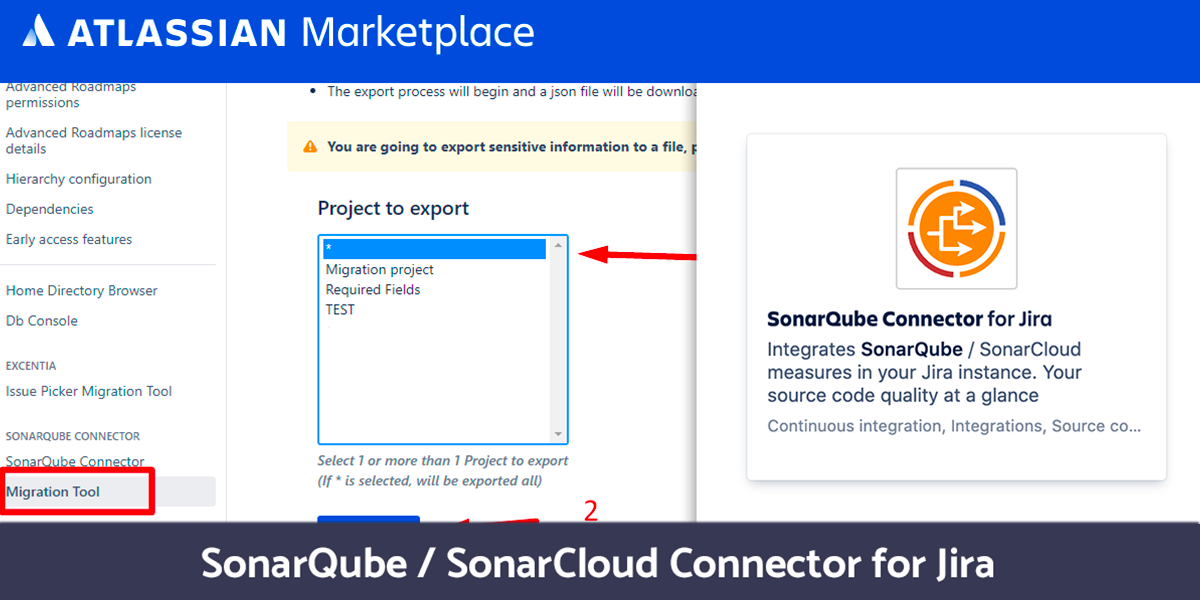 ATLASSIAN Marketplace
Advanced Roadmaps
permissions
Advanced Roadmaps license
details
Hierarchy configuration
Dependencies
Early access features
Home Directory Browser
Db Console
EXCENTIA
Issue Picker Migration Tool
SONARQUBE CONNECTOR
SonarQube Connector
Migration Tool
• The export process will begin and a json file will be downloa
You are going to export sensitive information to a file, p
Project to export
*
Migration project
Required Fields
TEST
Select 1 or more than 1 Project to export
(If * is selected, will be exported all)
2
SonarQube Connector for Jira
Integrates SonarQube / SonarCloud
measures in your Jira instance. Your
source code quality at a glance
Continuous integration, Integrations, Source co...
SonarQube / SonarCloud Connector for Jira